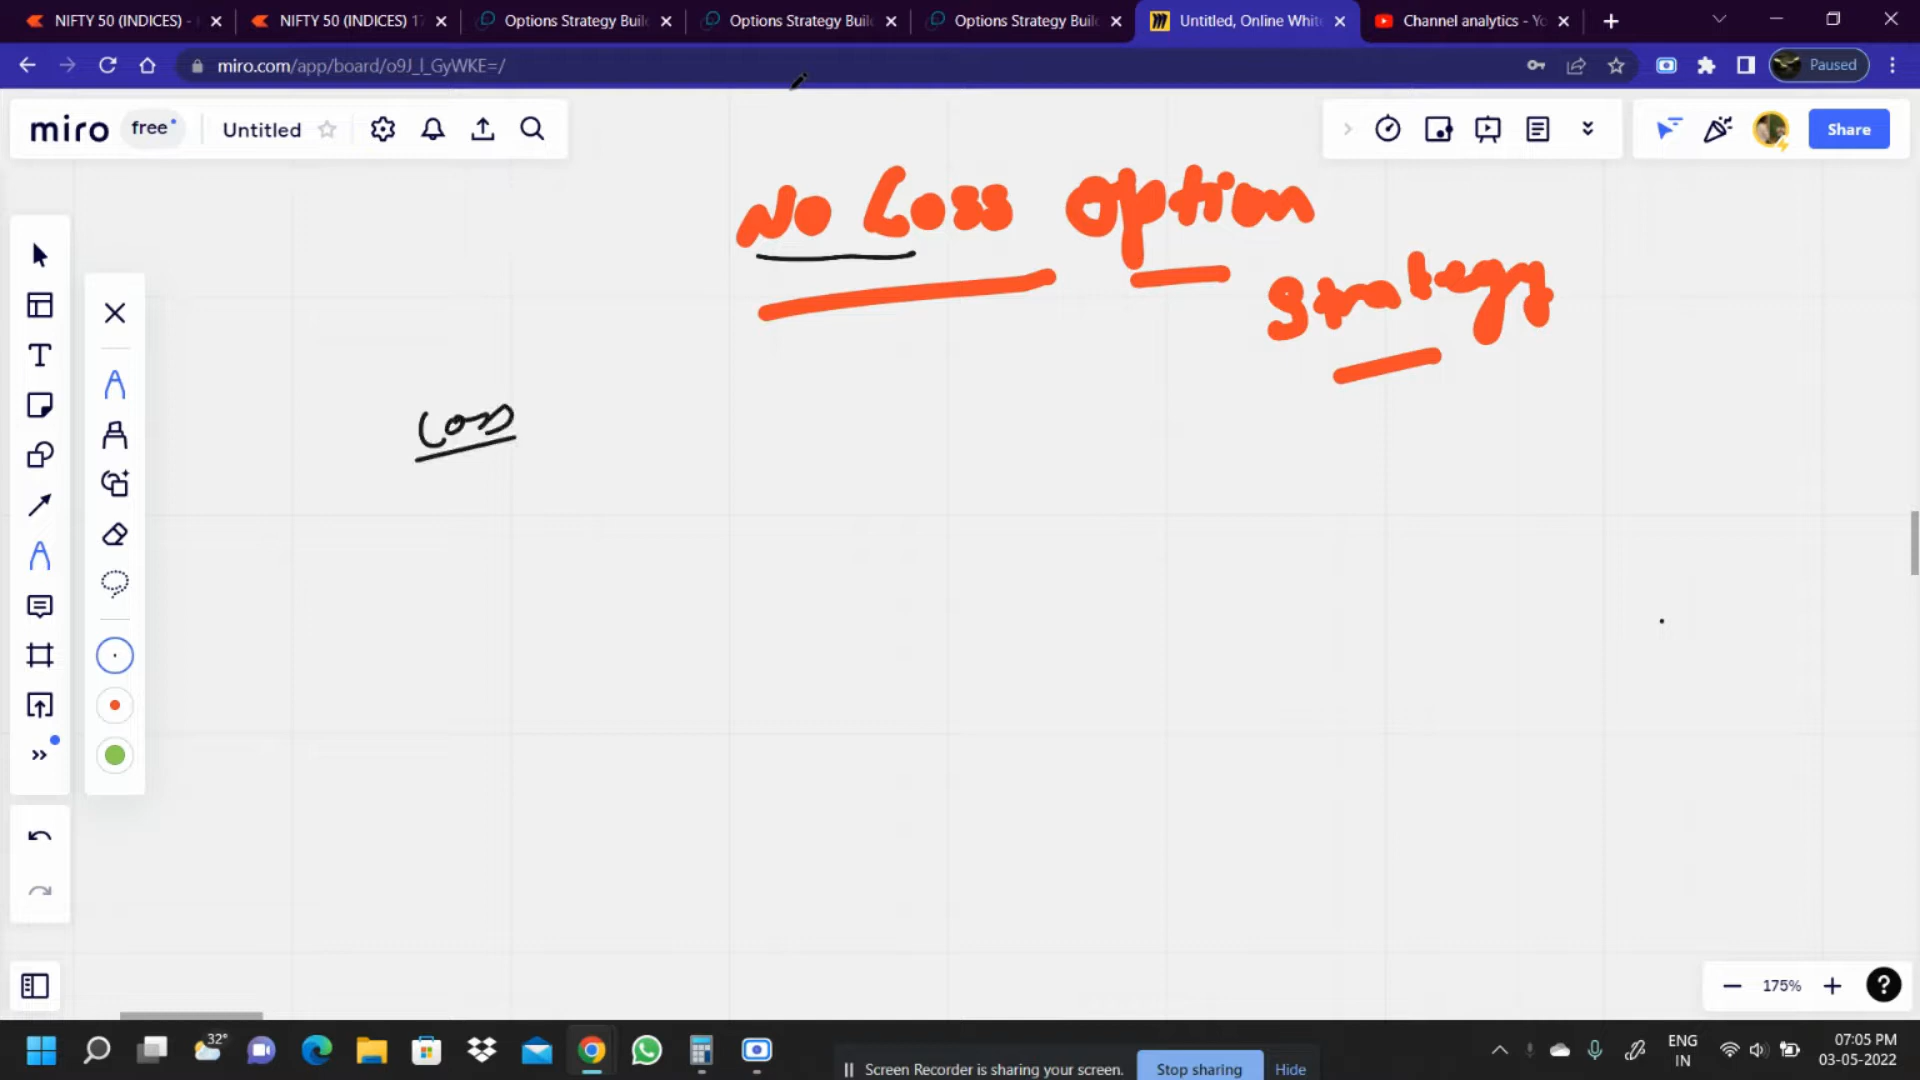 NIFTY 50 (INDICES) -
NIFTY 50 (INDICES) 1
Options Strategy Buil
Options Strategy Buil
Options Strategy Buil
Untitled, Online Whit
Channel analytics - Yo
miro.com/app/board/o9J_l_GyWKE=/
Paused
miro
free
Untitled
Share
No Loss Option
Strategy
Loss
175%
32°
Screen Recorder is sharing your screen.
Stop sharing
Hide
ENG
IN
07:05 PM
03-05-2022